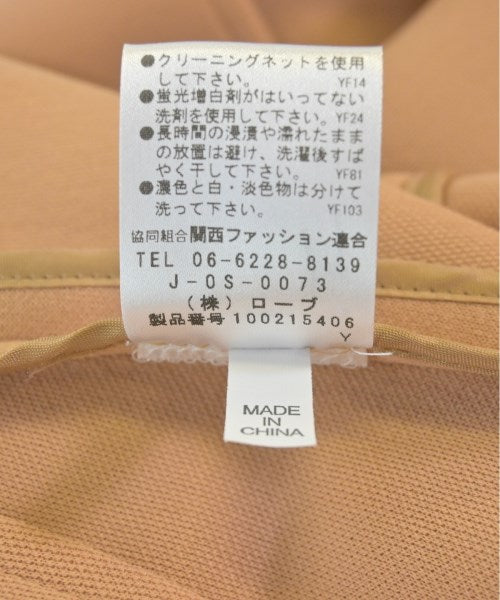 ●クリーニングネットを使用
して下さい。 YF14
●蛍光増白剤がはいってない
洗剤を使用して下さい。YF24
●長時間の浸漬や濡れたまま
の放置は避け、洗濯後すば
やく干して下さい。 YF81
●濃色と白・淡色物は分けて
洗って下さい。 YF103
協同組合関西ファッション連合
TEL 06-6228-8139
J-OS-0073
(株)ローブ
製品番号100215406
Y
MADE
IN
CHINA